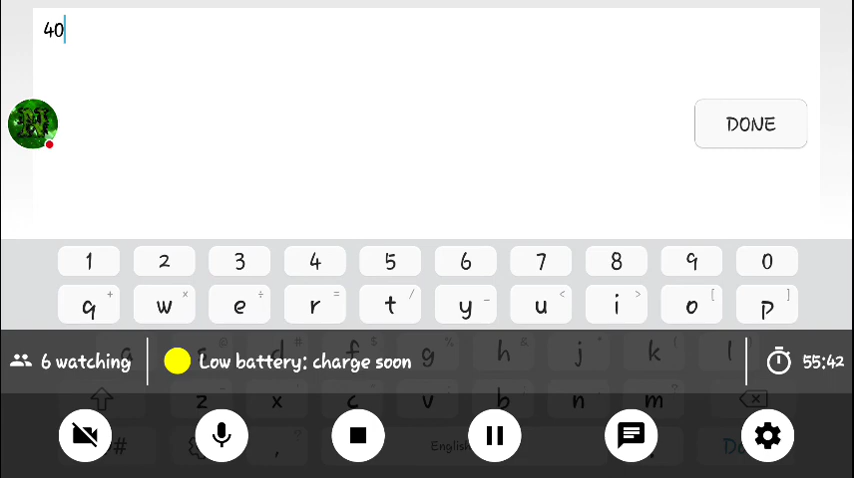 40
N
DONE
1 2 3 4 5 6 7 8 9 0
+ × ÷ = / _ < > [ ]
q w e r t y u i o p
@ # $ % & *
a s d f g h j k l
6 watching
Low battery: charge soon
55:42
z x c v b n m
English